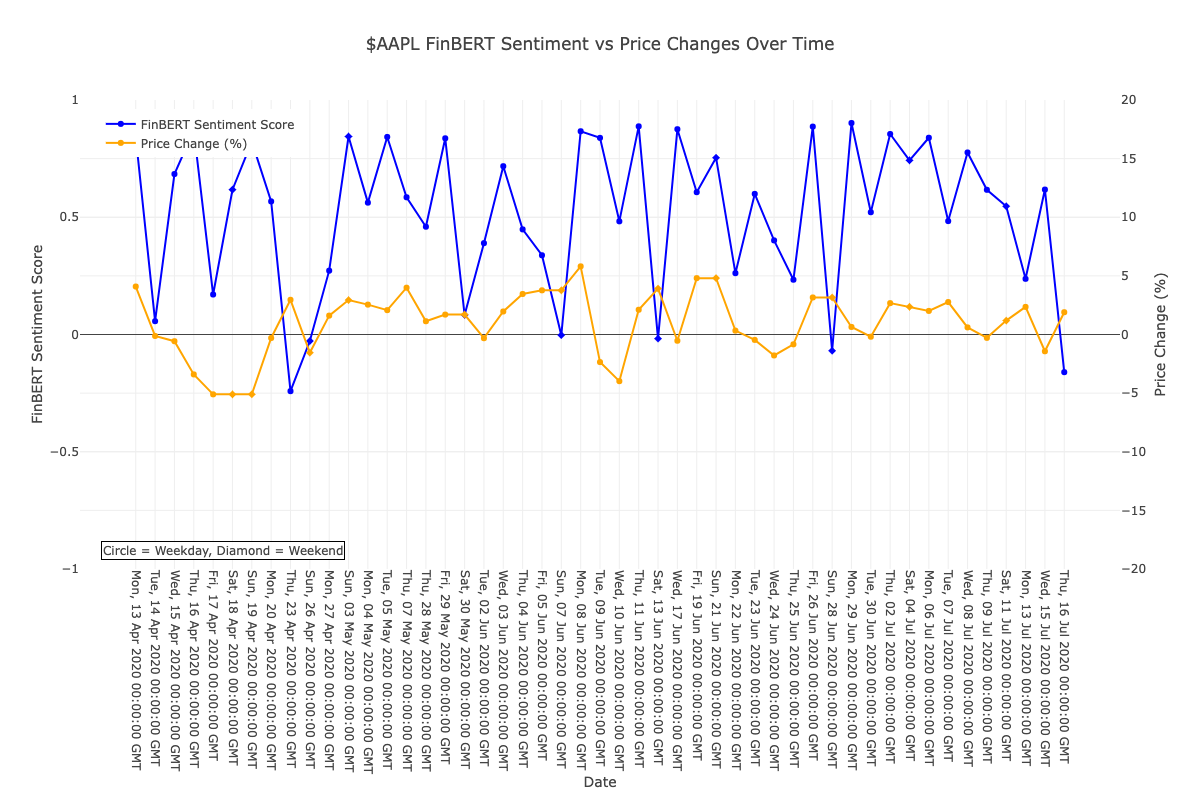 $AAPL FinBERT Sentiment vs Price Changes Over Time
FinBERT Sentiment Score
Price Change (%)
1
0.5
0
−0.5
−1
FinBERT Sentiment Score
20
15
10
5
0
−5
−10
−15
−20
Price Change (%)
Circle = Weekday, Diamond = Weekend
Mon, 13 Apr 2020 00:00:00 GMT
Tue, 14 Apr 2020 00:00:00 GMT
Wed, 15 Apr 2020 00:00:00 GMT
Thu, 16 Apr 2020 00:00:00 GMT
Fri, 17 Apr 2020 00:00:00 GMT
Sat, 18 Apr 2020 00:00:00 GMT
Sun, 19 Apr 2020 00:00:00 GMT
Mon, 20 Apr 2020 00:00:00 GMT
Thu, 23 Apr 2020 00:00:00 GMT
Sun, 26 Apr 2020 00:00:00 GMT
Mon, 27 Apr 2020 00:00:00 GMT
Sun, 03 May 2020 00:00:00 GMT
Mon, 04 May 2020 00:00:00 GMT
Tue, 05 May 2020 00:00:00 GMT
Thu, 07 May 2020 00:00:00 GMT
Thu, 28 May 2020 00:00:00 GMT
Fri, 29 May 2020 00:00:00 GMT
Sat, 30 May 2020 00:00:00 GMT
Tue, 02 Jun 2020 00:00:00 GMT
Wed, 03 Jun 2020 00:00:00 GMT
Thu, 04 Jun 2020 00:00:00 GMT
Fri, 05 Jun 2020 00:00:00 GMT
Sun, 07 Jun 2020 00:00:00 GMT
Mon, 08 Jun 2020 00:00:00 GMT
Tue, 09 Jun 2020 00:00:00 GMT
Wed, 10 Jun 2020 00:00:00 GMT
Thu, 11 Jun 2020 00:00:00 GMT
Sat, 13 Jun 2020 00:00:00 GMT
Wed, 17 Jun 2020 00:00:00 GMT
Fri, 19 Jun 2020 00:00:00 GMT
Sun, 21 Jun 2020 00:00:00 GMT
Mon, 22 Jun 2020 00:00:00 GMT
Tue, 23 Jun 2020 00:00:00 GMT
Wed, 24 Jun 2020 00:00:00 GMT
Thu, 25 Jun 2020 00:00:00 GMT
Fri, 26 Jun 2020 00:00:00 GMT
Sun, 28 Jun 2020 00:00:00 GMT
Mon, 29 Jun 2020 00:00:00 GMT
Tue, 30 Jun 2020 00:00:00 GMT
Thu, 02 Jul 2020 00:00:00 GMT
Sat, 04 Jul 2020 00:00:00 GMT
Mon, 06 Jul 2020 00:00:00 GMT
Tue, 07 Jul 2020 00:00:00 GMT
Wed, 08 Jul 2020 00:00:00 GMT
Thu, 09 Jul 2020 00:00:00 GMT
Sat, 11 Jul 2020 00:00:00 GMT
Mon, 13 Jul 2020 00:00:00 GMT
Wed, 15 Jul 2020 00:00:00 GMT
Thu, 16 Jul 2020 00:00:00 GMT
Date